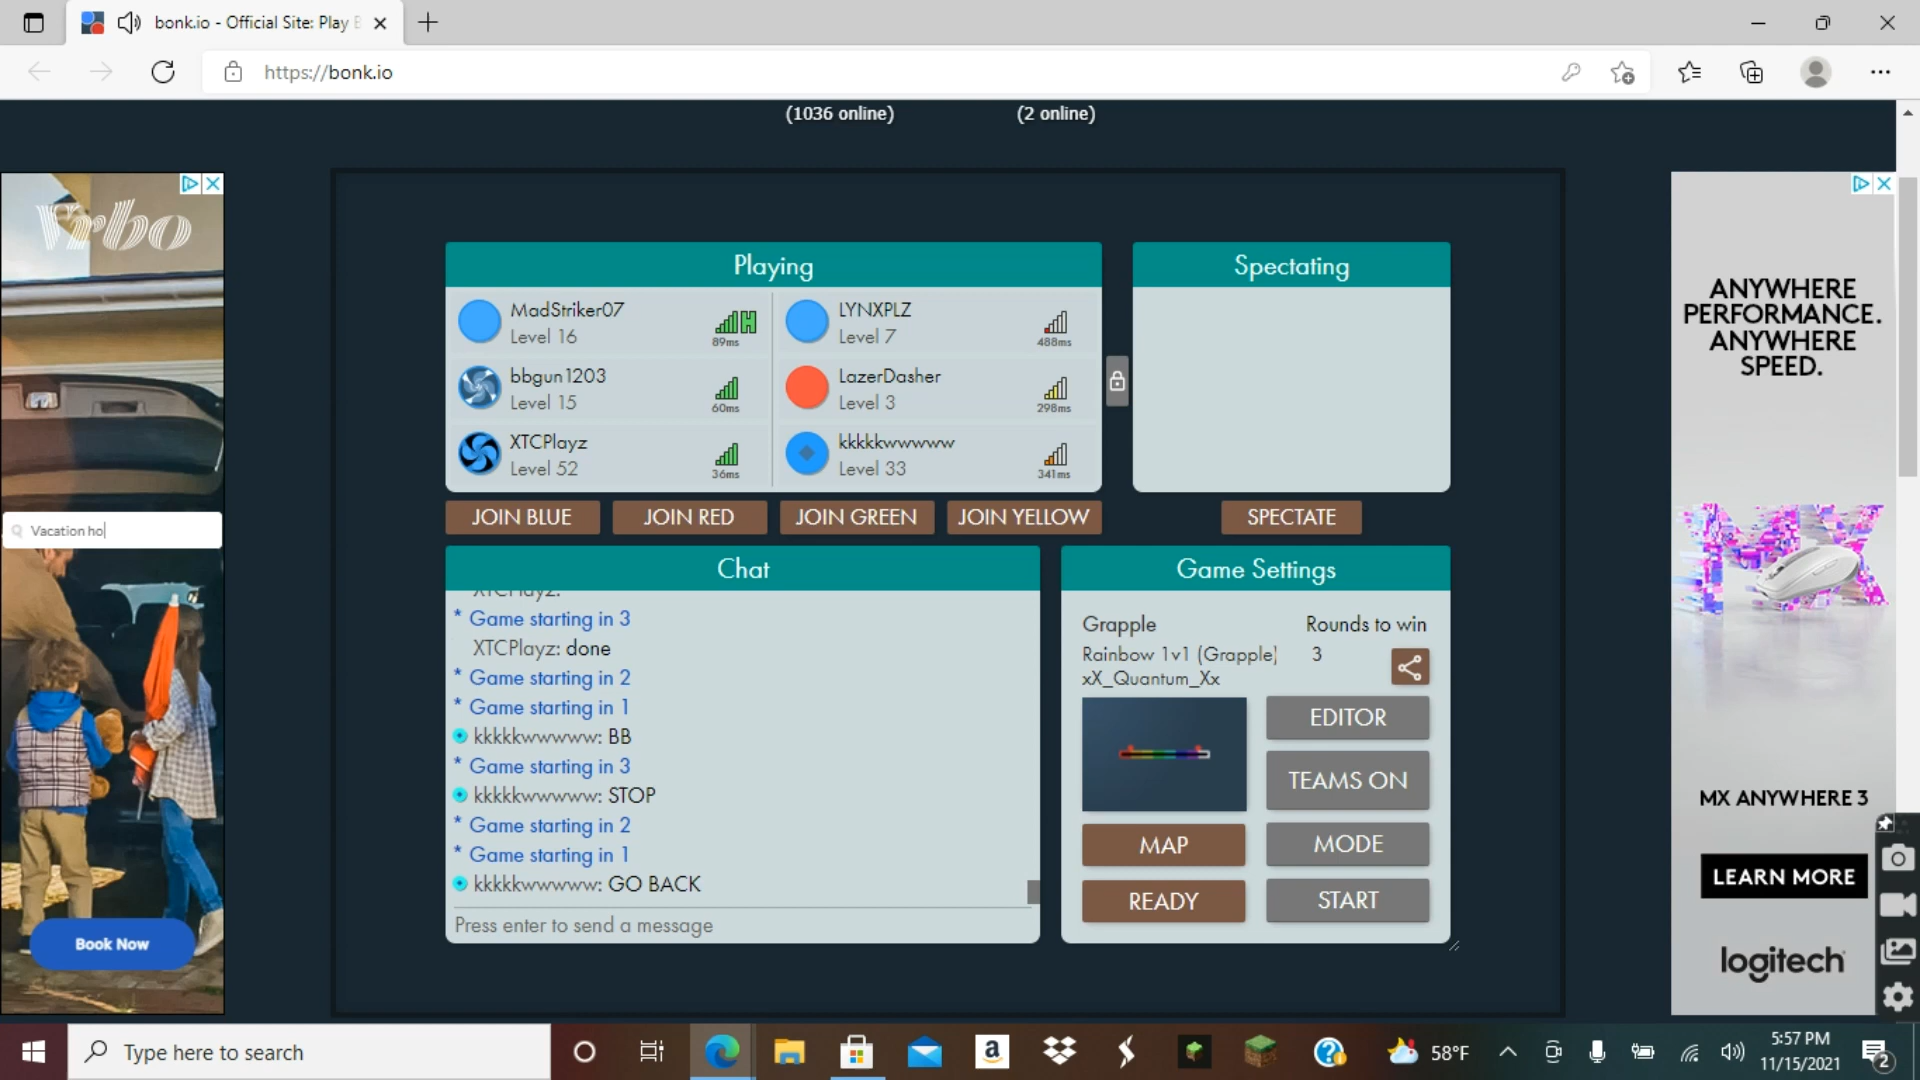 bonk.io - Official Site: Play B
https://bonk.io
(1036 online)
(2 online)
Vrbo
Vacation ho
Book Now
Playing
MadStriker07
Level 16
H
89ms
LYNXPLZ
Level 7
488ms
bbgun1203
Level 15
60ms
LazerDasher
Level 3
298ms
XTCPlayz
Level 52
36ms
kkkkkwwwww
Level 33
341ms
Spectating
JOIN BLUE
JOIN RED
JOIN GREEN
JOIN YELLOW
SPECTATE
Chat
XTCPlayz:
* Game starting in 3
XTCPlayz: done
* Game starting in 2
* Game starting in 1
kkkkkwwwww: BB
* Game starting in 3
kkkkkwwwww: STOP
* Game starting in 2
* Game starting in 1
kkkkkwwwww: GO BACK
Press enter to send a message
Game Settings
Grapple
Rounds to win
Rainbow 1v1 (Grapple)
3
xX_Quantum_Xx
EDITOR
TEAMS ON
MAP
MODE
READY
START
ANYWHERE
PERFORMANCE.
ANYWHERE
SPEED.
MX
MX ANYWHERE 3
LEARN MORE
logitech
Type here to search
58°F
5:57 PM
11/15/2021
2